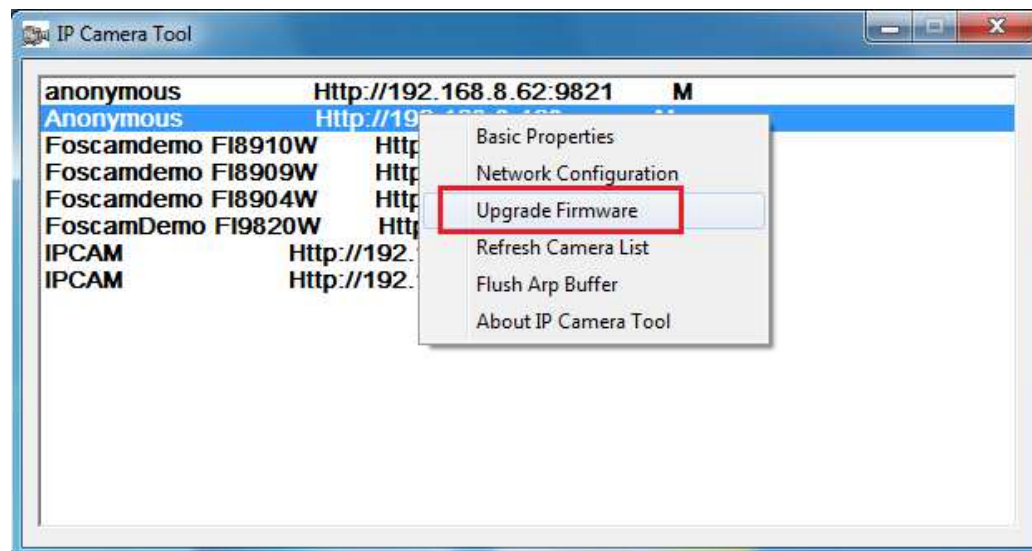 IP Camera Tool
anonymous Http://192.168.8.62:9821 M
Anonymous Http://19
Foscamdemo FI8910W Http
Foscamdemo FI8909W Http
Foscamdemo FI8904W Http
FoscamDemo FI9820W Http
IPCAM Http://192.
IPCAM Http://192.
Basic Properties
Network Configuration
Upgrade Firmware
Refresh Camera List
Flush Arp Buffer
About IP Camera Tool